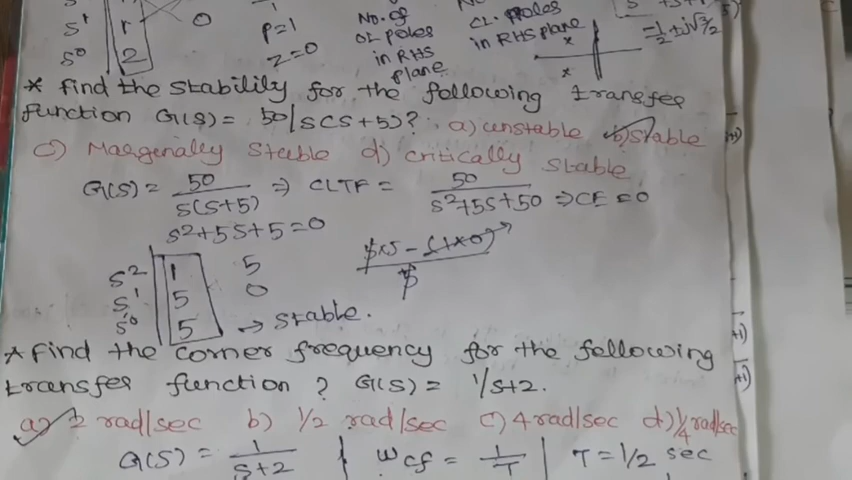 s¹ r 0 P=1 No. of CL. poles
s⁰ 2 Z=0 OL poles in RHS plane = -1/2 ± j√3/2
in RHS
plane x x
* Find the stability for the following transfer
function G(s) = 50/s(s+5)? a) unstable b) stable
c) Marginally stable d) critically stable
G(s) = 50/s(s+5) ⇒ CLTF = 50/s²+5s+50 ⇒ CE = 0
s²+5s+5=0
s² 1 5
s¹ 5 0
s⁰ 5 → stable.
* Find the corner frequency for the following
transfer function? G(s) = 1/s+2.
a) 2 rad/sec b) 1/2 rad/sec c) 4 rad/sec d) 1/4 rad/sec
G(s) = 1/s+2 | ωcf = 1/T | T = 1/2 sec